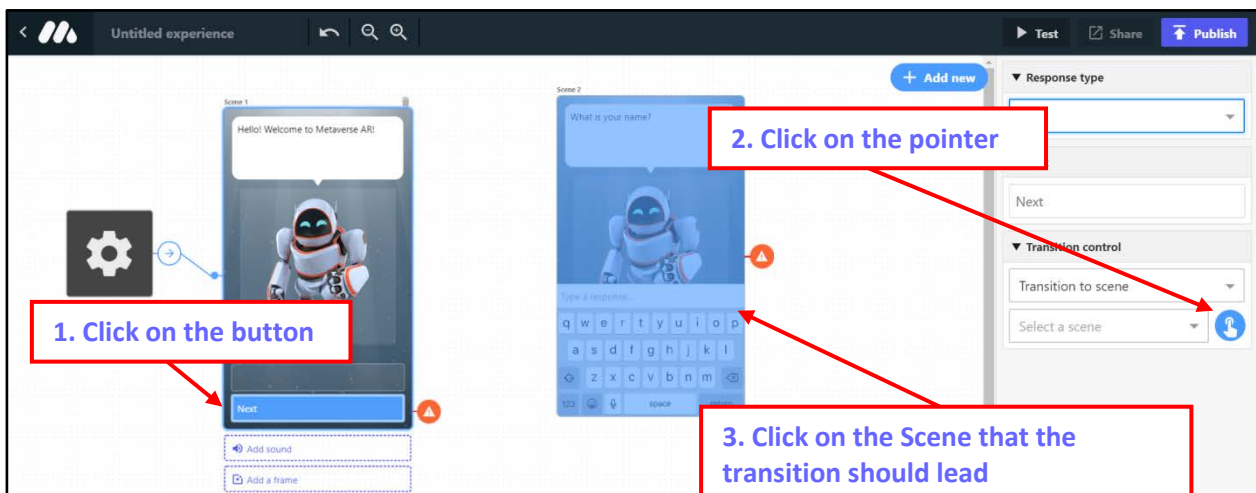 Untitled experience
Test
Share
Publish
Add new
Response type
Scene 1
Scene 2
Hello! Welcome to Metaverse AR!
What is your name?
2. Click on the pointer
Next
Transition control
Transition to scene
Select a scene
1. Click on the button
Type a response...
q w e r t y u i o p
a s d f g h j k l
z x c v b n m
123 space return
Next
3. Click on the Scene that the
transition should lead
Add sound
Add a frame